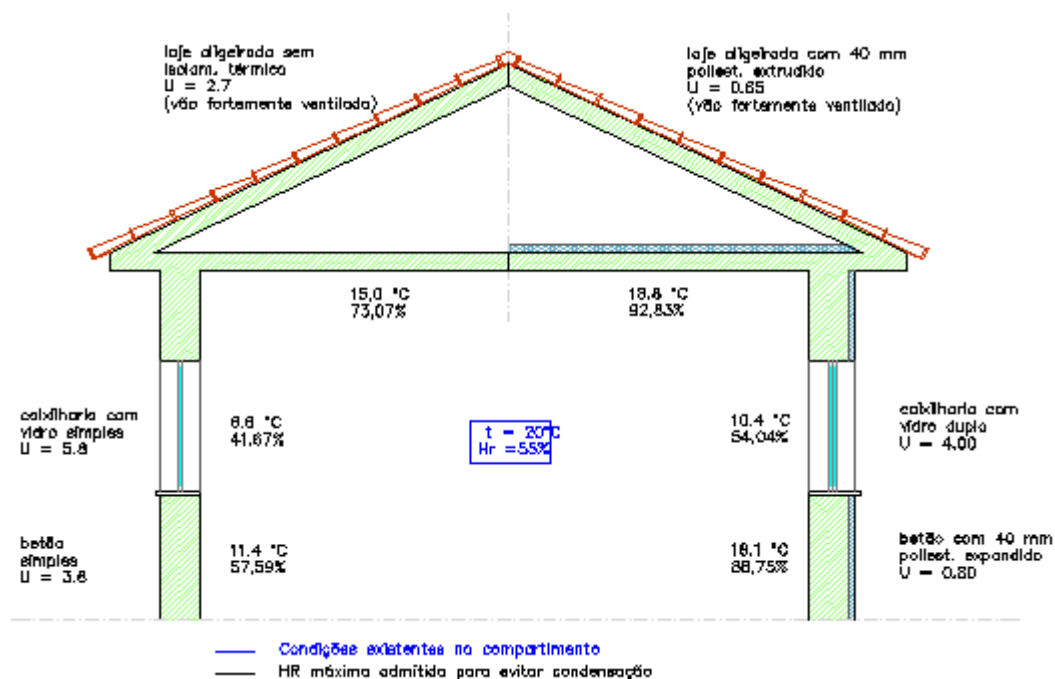 laje aligeirada sem
isolam. térmico
U = 2.7
(vão fortemente ventilado)
laje aligeirada com 40 mm
poliest. extrudido
U = 0.65
(vão fortemente ventilado)
15.0 °C
73,07%
18.8 °C
92,83%
caixilharia com
vidro simples
U = 5.8
6.6 °C
41,67%
t = 20°C
Hr =55%
10.4 °C
54,04%
caixilharia com
vidro duplo
U = 4.00
betão
simples
U = 3.6
11.4 °C
57,59%
18.1 °C
88,75%
betão com 40 mm
poliest. expandido
U = 0.80
Condições existentes no compartimento
HR máxima admitida para evitar condensação